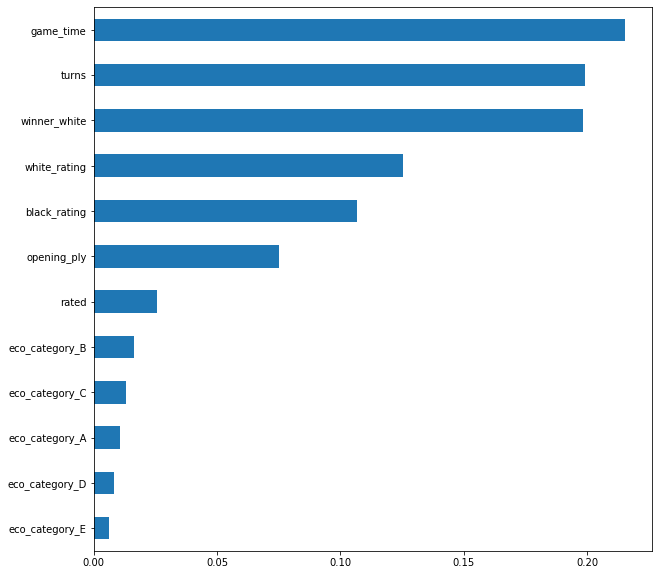 game_time
turns
winner_white
white_rating
black_rating
opening_ply
rated
eco_category_B
eco_category_C
eco_category_A
eco_category_D
eco_category_E
0.00 0.05 0.10 0.15 0.20